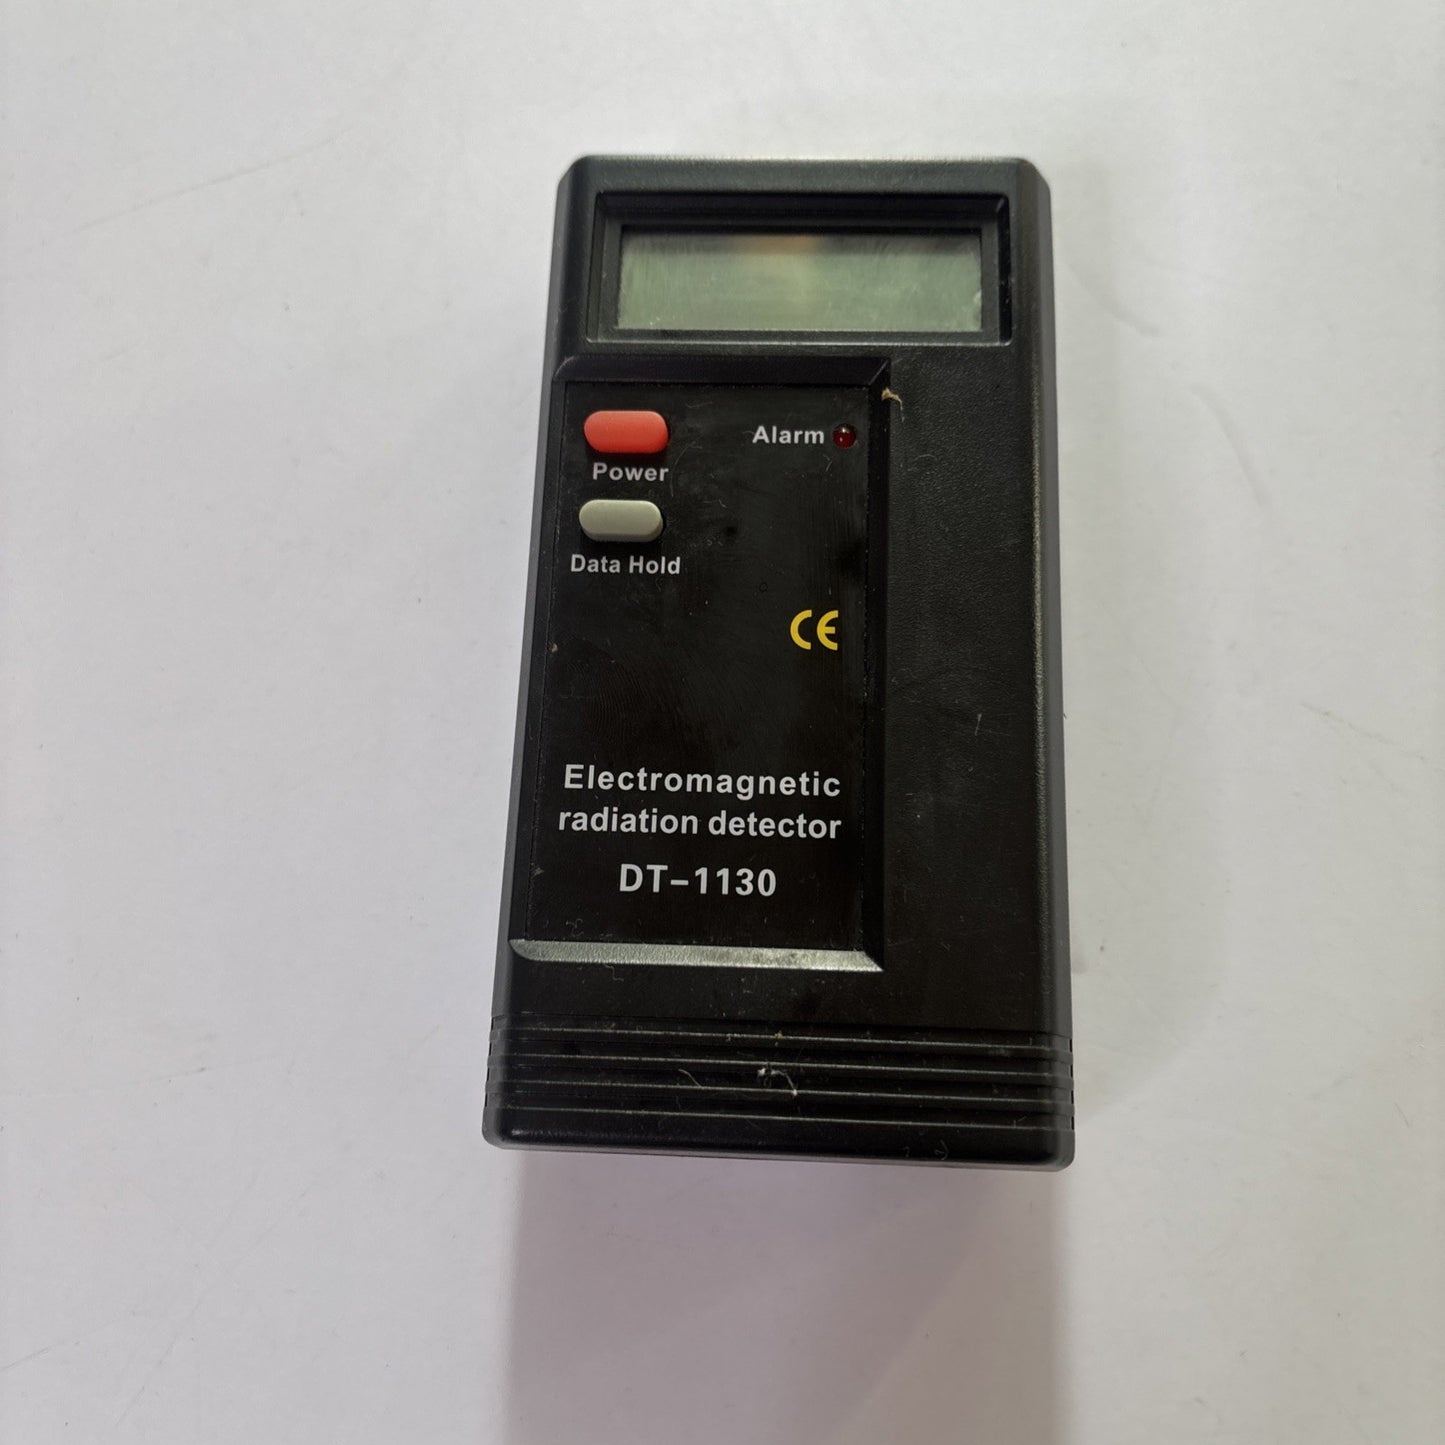 Alarm
Power
Data Hold
CE
Electromagnetic
radiation detector
DT-1130